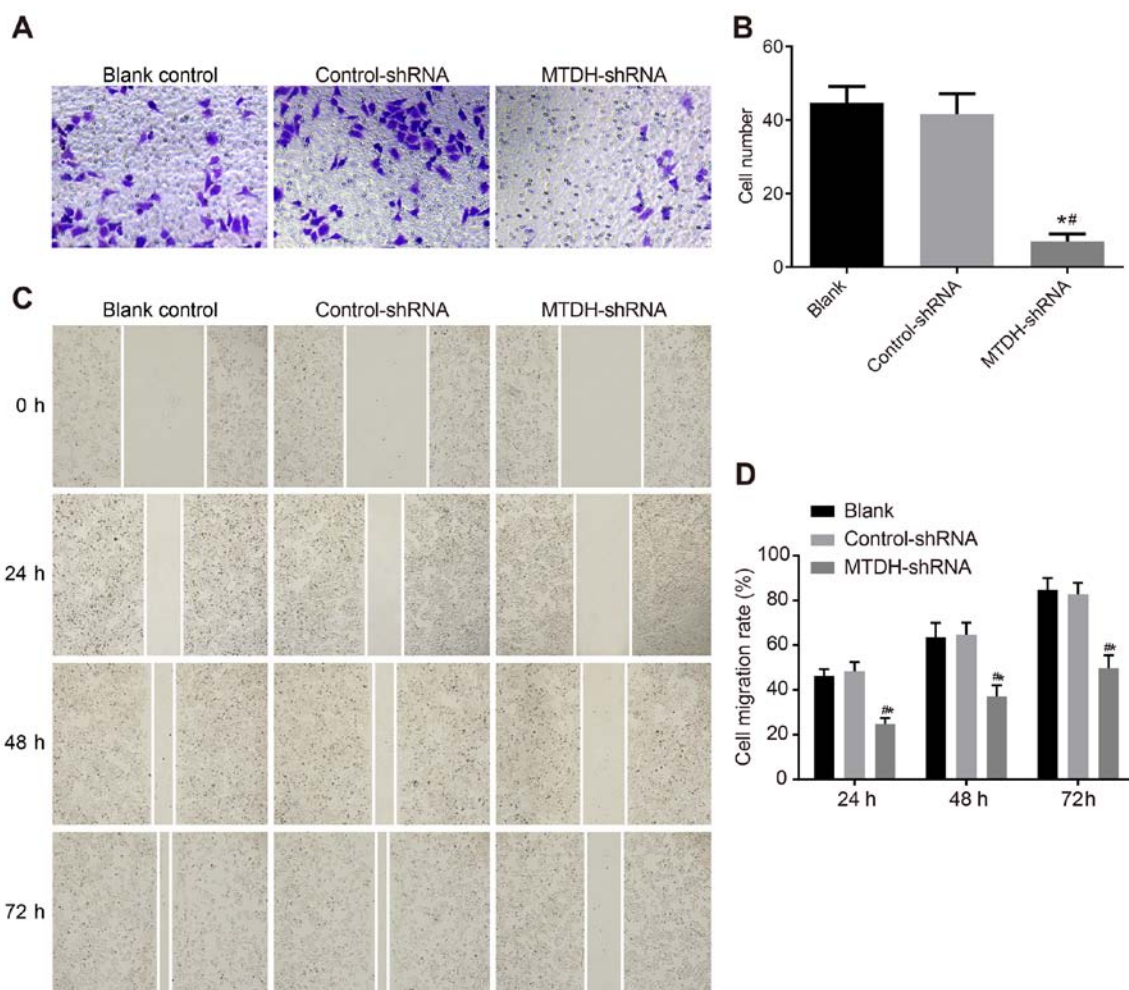 A
Blank control Control-shRNA MTDH-shRNA
B
60
40
20
0
Cell number
*#
Blank
Control-shRNA
MTDH-shRNA
C
Blank control Control-shRNA MTDH-shRNA
0 h
24 h
48 h
72 h
D
Blank
Control-shRNA
MTDH-shRNA
Cell migration rate (%)
100
80
60
40
20
0
#*
#*
#*
24 h 48 h 72h